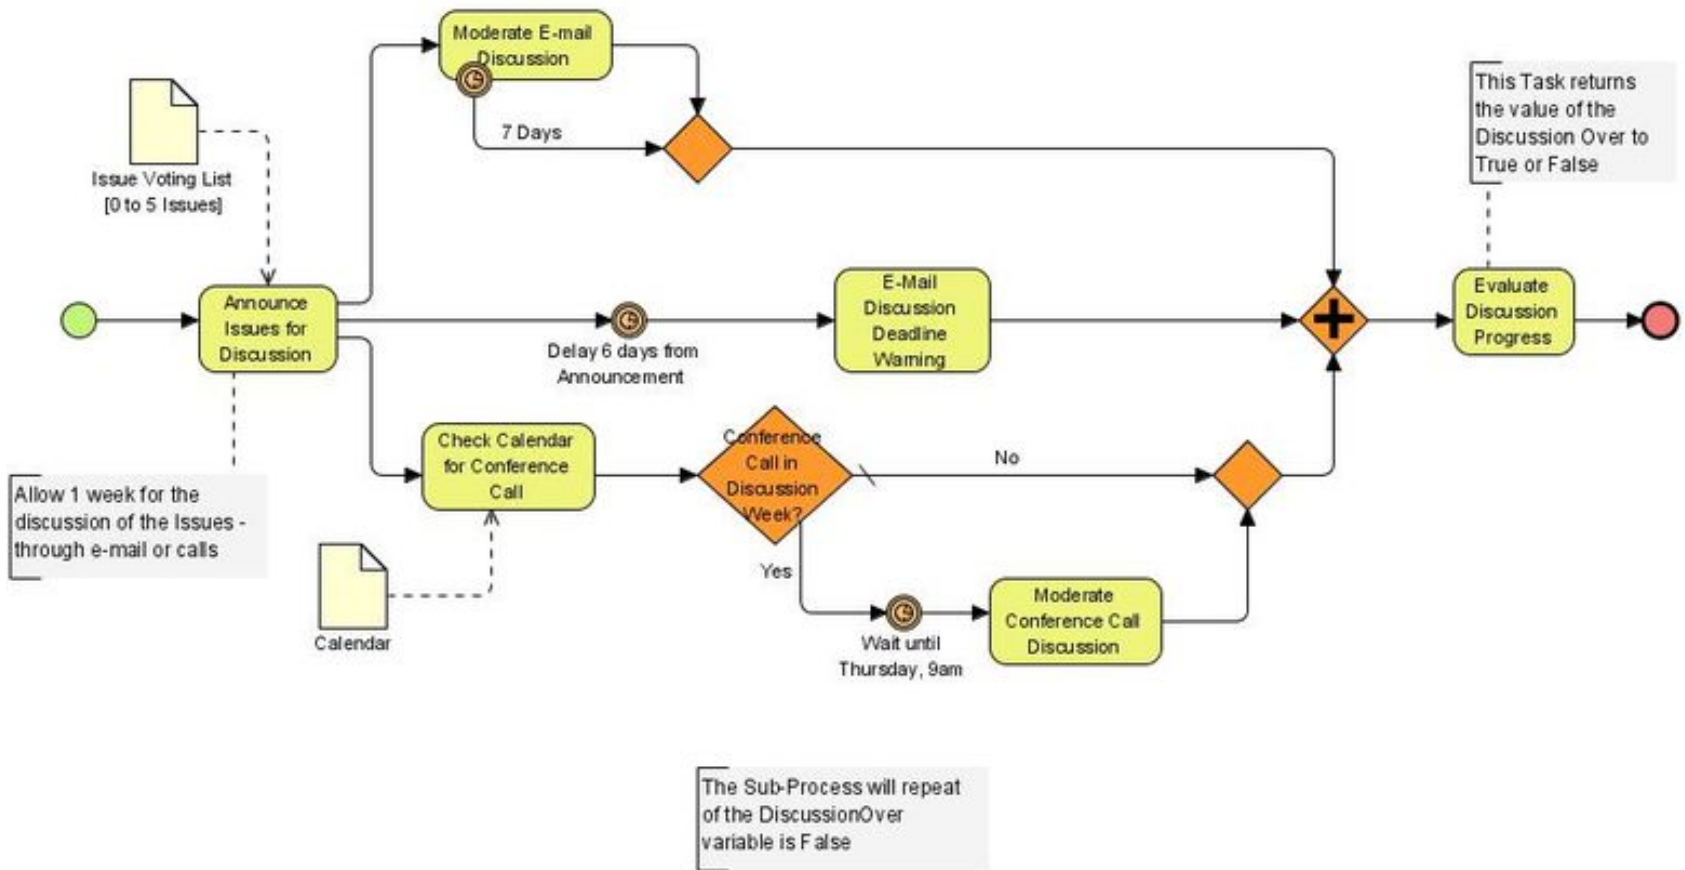 Moderate E-mail
Discussion
7 Days
This Task returns
the value of the
Discussion Over to
True or False
Issue Voting List
[0 to 5 Issues]
Announce
Issues for
Discussion
Delay 6 days from
Announcement
E-Mail
Discussion
Deadline
Warning
Evaluate
Discussion
Progress
Allow 1 week for the
discussion of the Issues -
through e-mail or calls
Check Calendar
for Conference
Call
Conference
Call in
Discussion
Week?
No
Yes
Calendar
Wait until
Thursday, 9am
Moderate
Conference Call
Discussion
The Sub-Process will repeat
of the DiscussionOver
variable is False